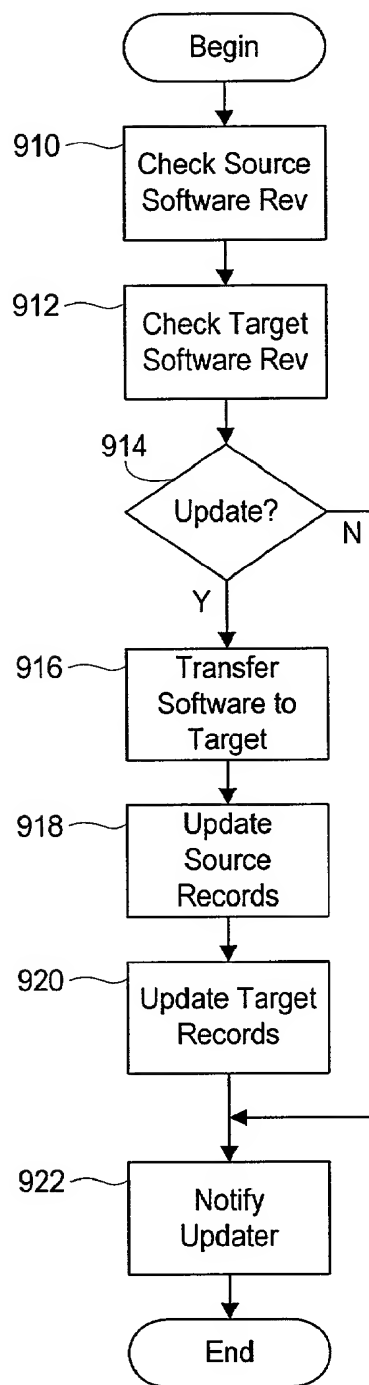 Begin
910
Check Source
Software Rev
912
Check Target
Software Rev
914
Update?
N
Y
916
Transfer
Software to
Target
918
Update
Source
Records
920
Update Target
Records
922
Notify
Updater
End